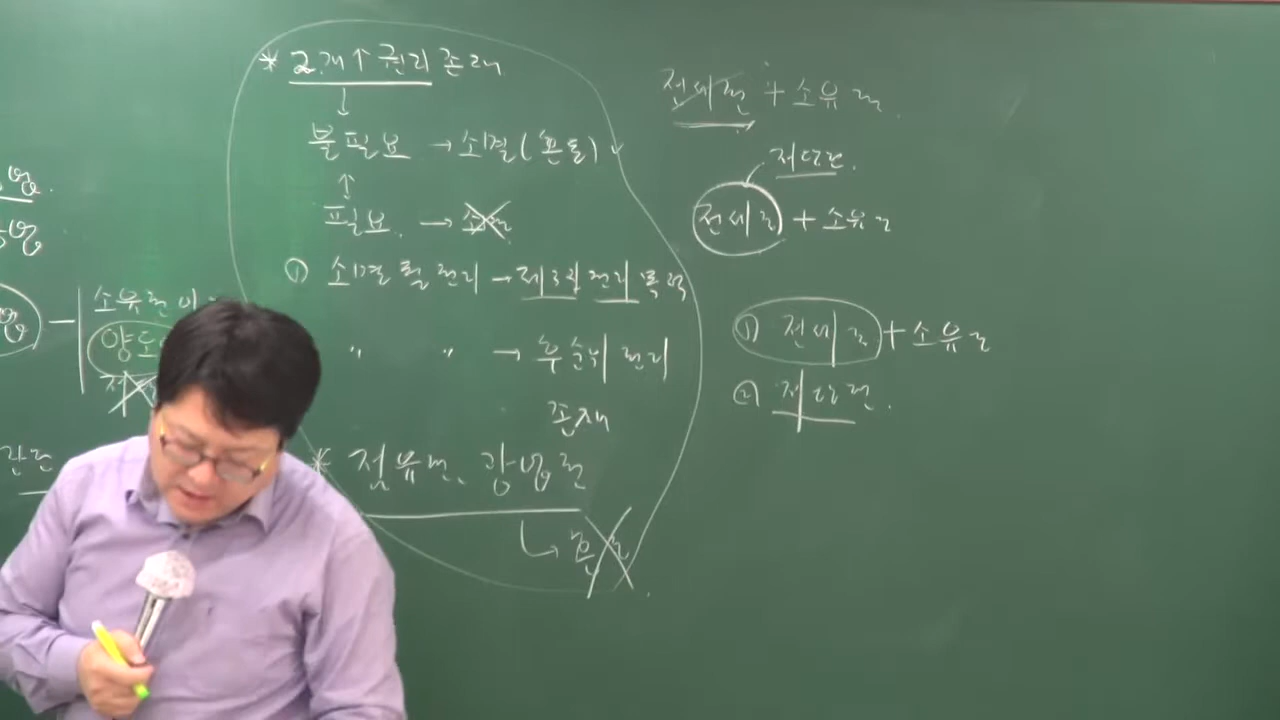 * 2개↑ 권리 존재
↓
불필요 → 소멸(혼동)
↑
필요 → 소멸
① 소멸될 권리 → 제3자 권리 목적
〃 〃 → 후순위 권리
존재
* 점유권, 광업권
↳ 혼동
전세권 + 소유권
저당권
전세권 + 소유권
① 전세권 + 소유권
② 저당권
소유권이
양도